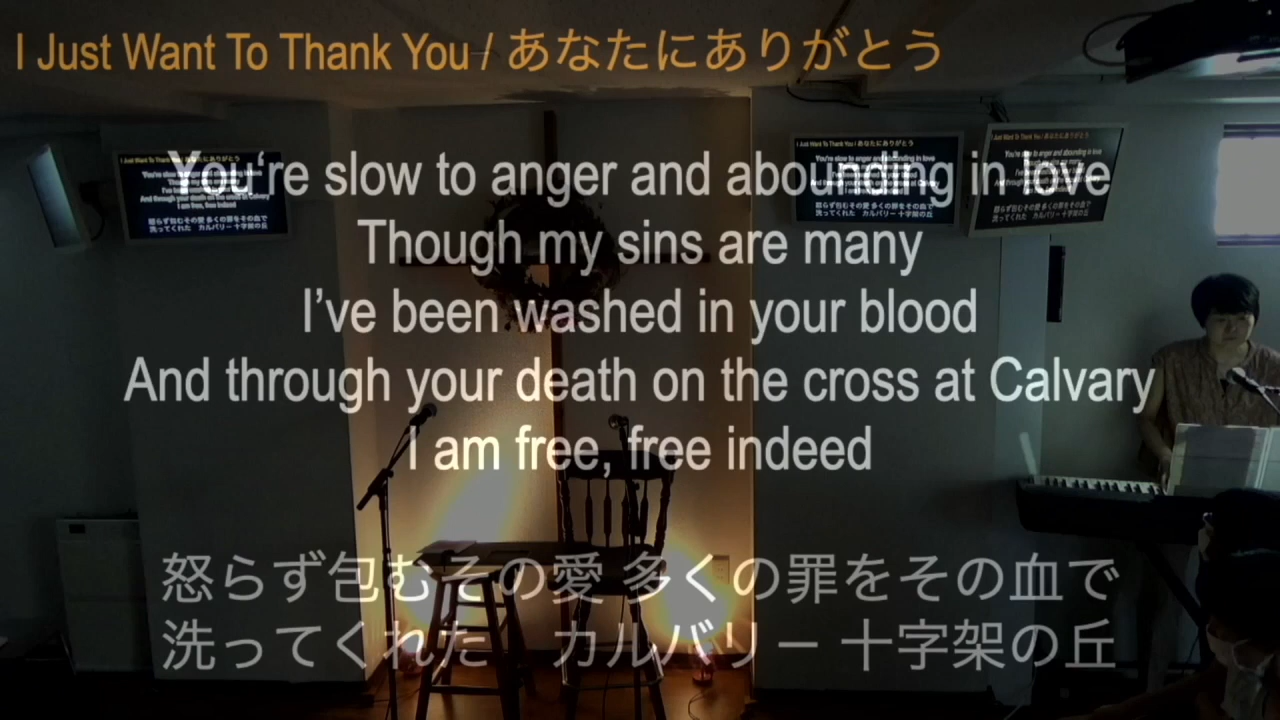 I Just Want To Thank You / あなたにありがとう
You‘re slow to anger and abounding in love
Though my sins are many
I’ve been washed in your blood
And through your death on the cross at Calvary
I am free, free indeed
怒らず包むその愛 多くの罪をその血で
洗ってくれた　カルバリー 十字架の丘